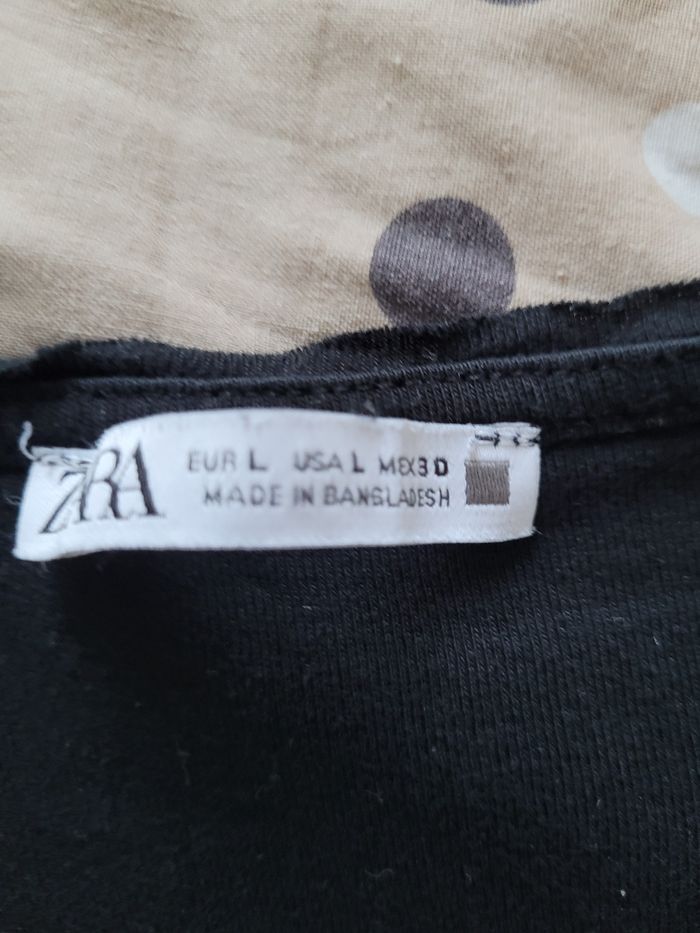 ZARA
EUR L USA L MEX 30
MADE IN BANGLADESH